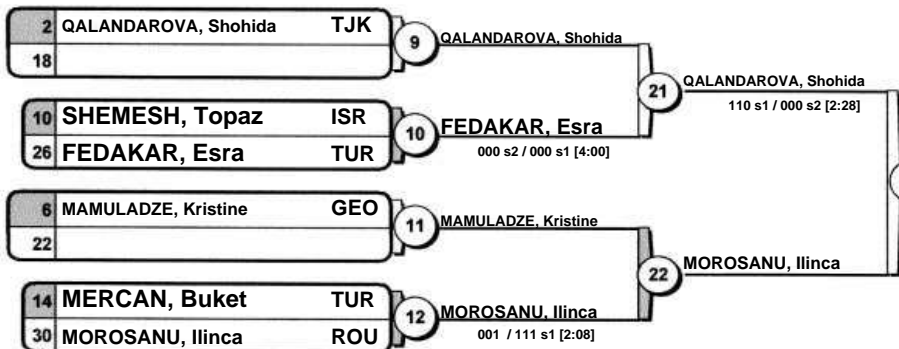 2 QALANDAROVA, Shohida TJK
18
9
QALANDAROVA, Shohida
10 SHEMESH, Topaz ISR
26 FEDAKAR, Esra TUR
10
FEDAKAR, Esra
000 s2 / 000 s1 [4:00]
21
QALANDAROVA, Shohida
110 s1 / 000 s2 [2:28]
6 MAMULADZE, Kristine GEO
22
11
MAMULADZE, Kristine
14 MERCAN, Buket TUR
30 MOROSANU, Ilinca ROU
12
MOROSANU, Ilinca
001 / 111 s1 [2:08]
22
MOROSANU, Ilinca